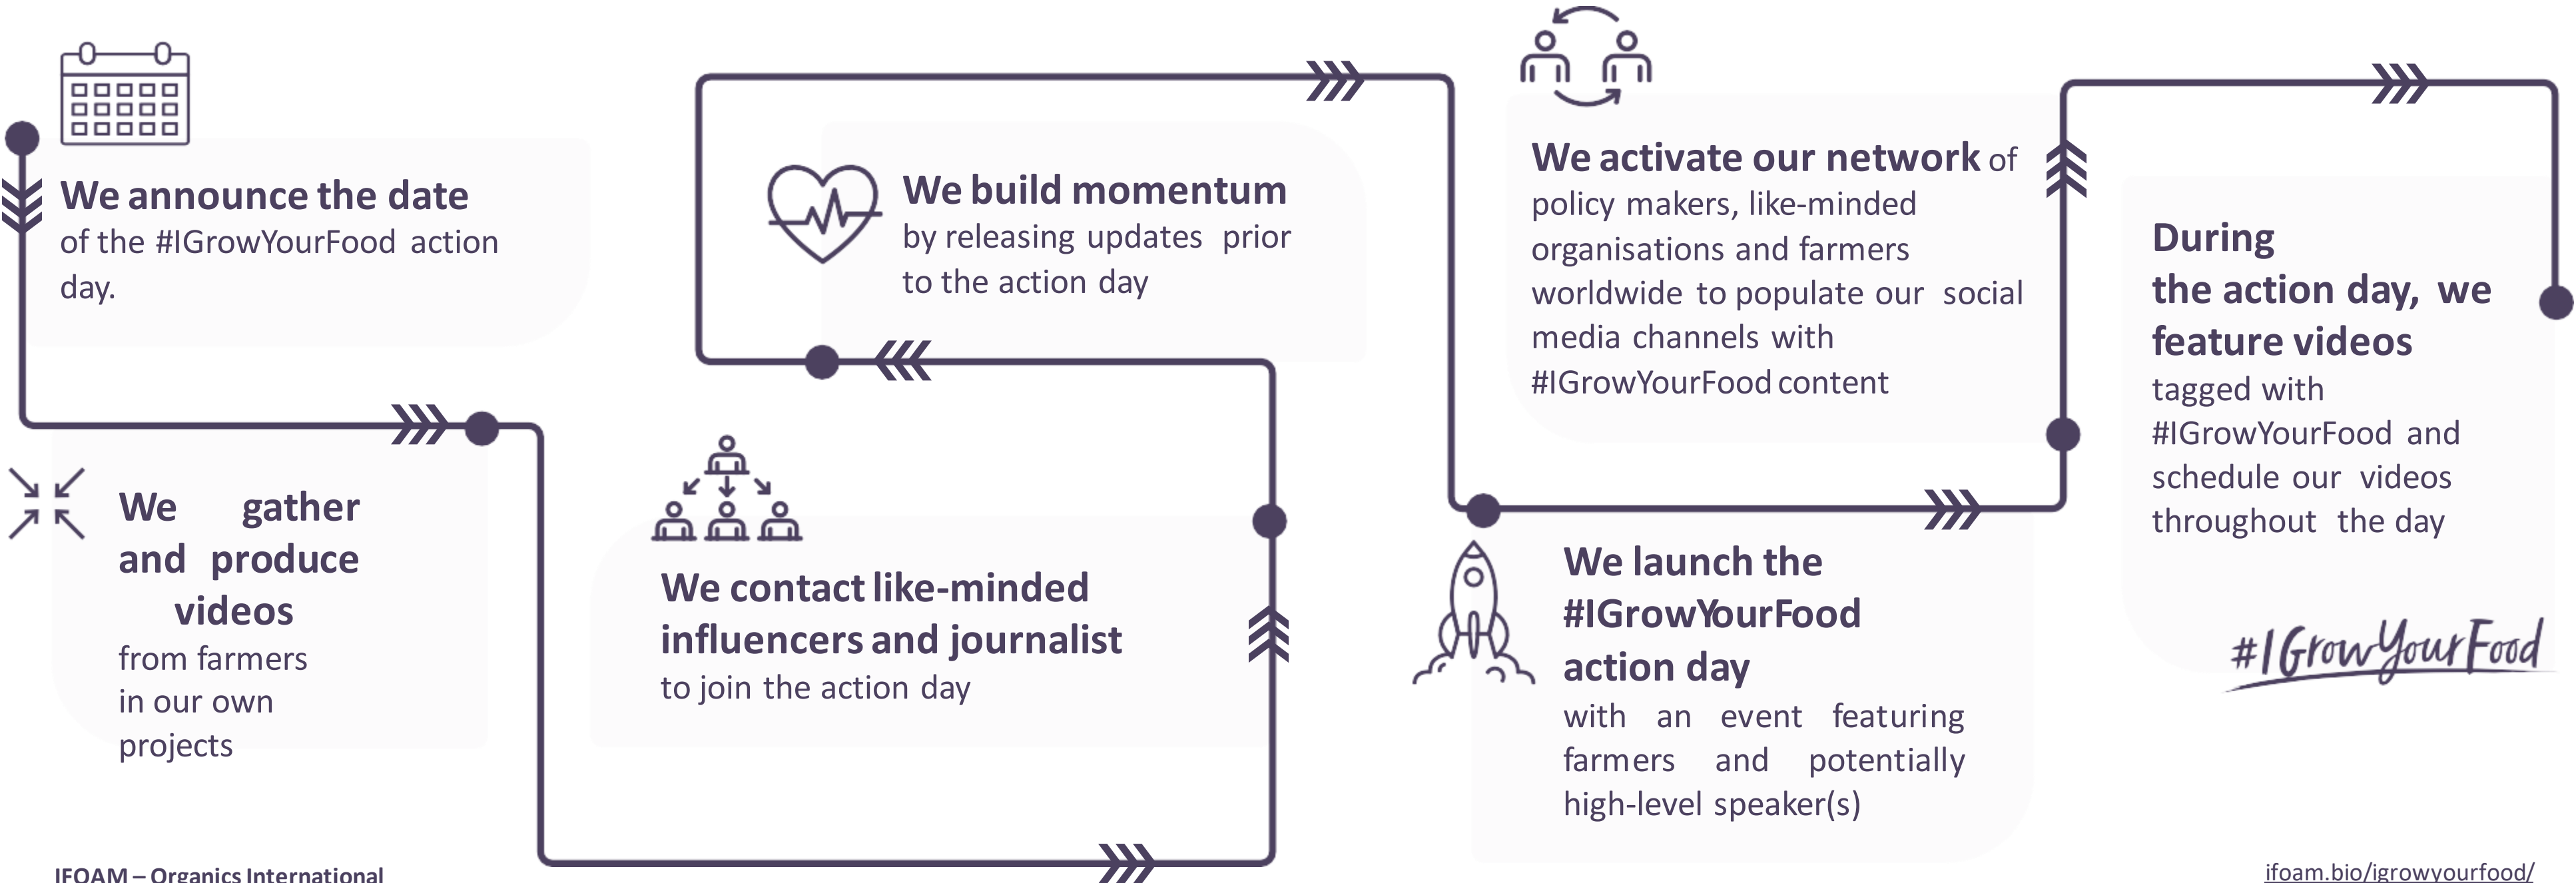 We announce the date
of the #IGrowYourFood action
day.
We gather
and produce
videos
from farmers
in our own
projects
We contact like-minded
influencers and journalist
to join the action day
We build momentum
by releasing updates prior
to the action day
We launch the
#IGrowYourFood
action day
with an event featuring
farmers and potentially
high-level speaker(s)
We activate our network of
policy makers, like-minded
organisations and farmers
worldwide to populate our social
media channels with
#IGrowYourFood content
During
the action day, we
feature videos
tagged with
#IGrowYourFood and
schedule our videos
throughout the day
#IGrowYourFood
IFOAM – Organics International
ifoam.bio/igrowyourfood/